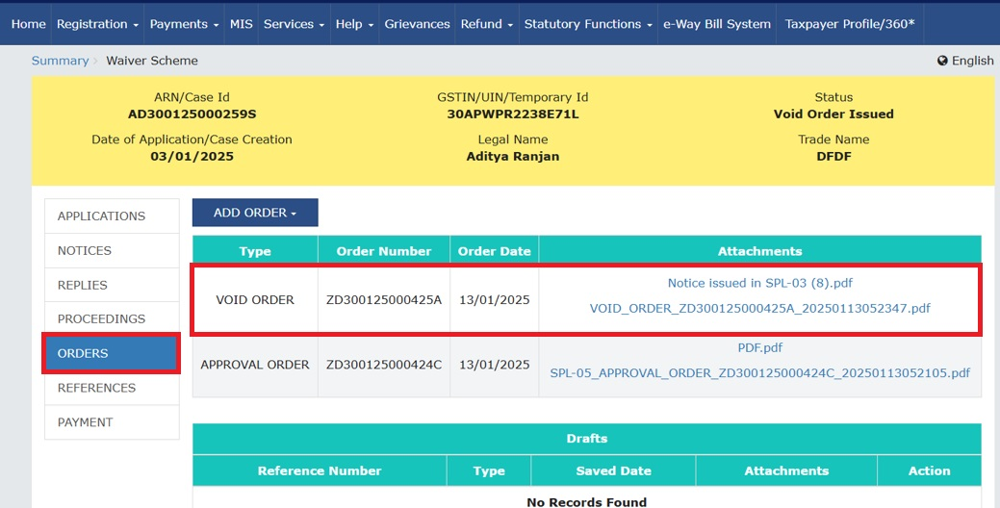 Home Registration Payments MIS Services Help Grievances Refund Statutory Functions e-Way Bill System Taxpayer Profile/360*
Summary > Waiver Scheme English
ARN/Case Id GSTIN/UIN/Temporary Id Status
AD300125000259S 30APWPR2238E71L Void Order Issued
Date of Application/Case Creation Legal Name Trade Name
03/01/2025 Aditya Ranjan DFDF
APPLICATIONS
NOTICES
REPLIES
PROCEEDINGS
ORDERS
REFERENCES
PAYMENT
ADD ORDER
Type Order Number Order Date Attachments
VOID ORDER ZD300125000425A 13/01/2025 Notice issued in SPL-03 (8).pdf
VOID_ORDER_ZD300125000425A_20250113052347.pdf
APPROVAL ORDER ZD300125000424C 13/01/2025 PDF.pdf
SPL-05_APPROVAL_ORDER_ZD300125000424C_20250113052105.pdf
Drafts
Reference Number Type Saved Date Attachments Action
No Records Found